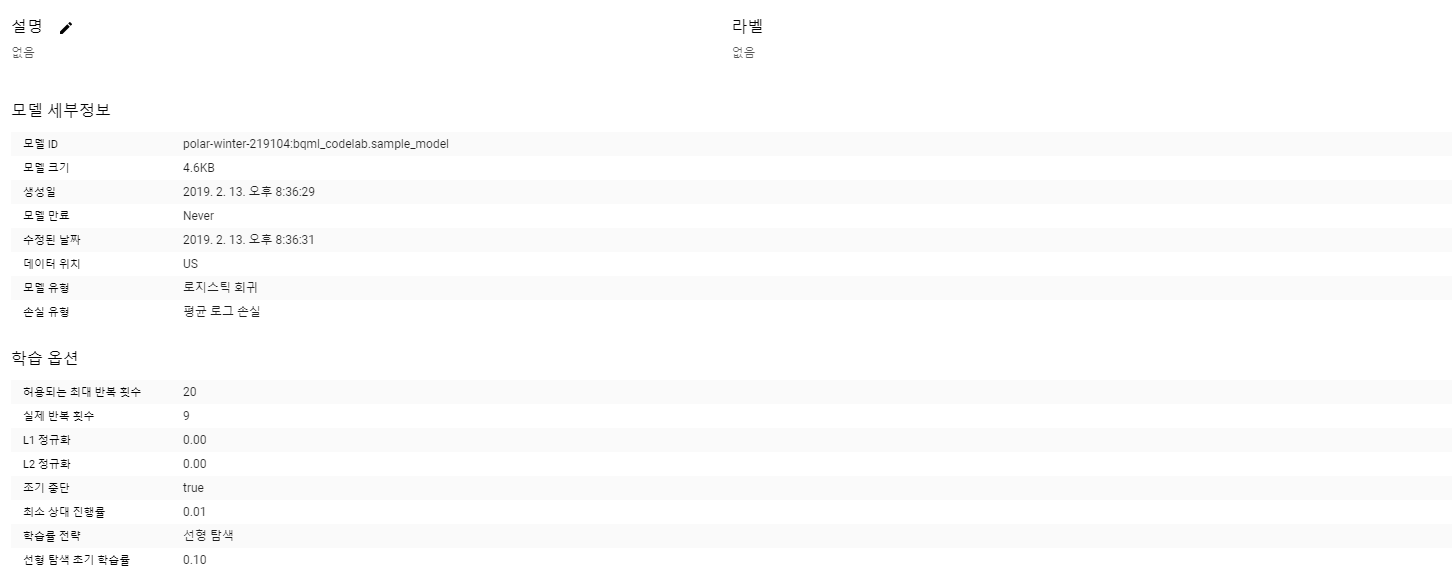 설명
라벨
없음
없음
모델 세부정보
모델 ID polar-winter-219104:bqml_codelab.sample_model
모델 크기 4.6KB
생성일 2019. 2. 13. 오후 8:36:29
모델 만료 Never
수정된 날짜 2019. 2. 13. 오후 8:36:31
데이터 위치 US
모델 유형 로지스틱 회귀
손실 유형 평균 로그 손실
학습 옵션
허용되는 최대 반복 횟수 20
실제 반복 횟수 9
L1 정규화 0.00
L2 정규화 0.00
조기 중단 true
최소 상대 진행률 0.01
학습률 전략 선형 탐색
선형 탐색 초기 학습률 0.10